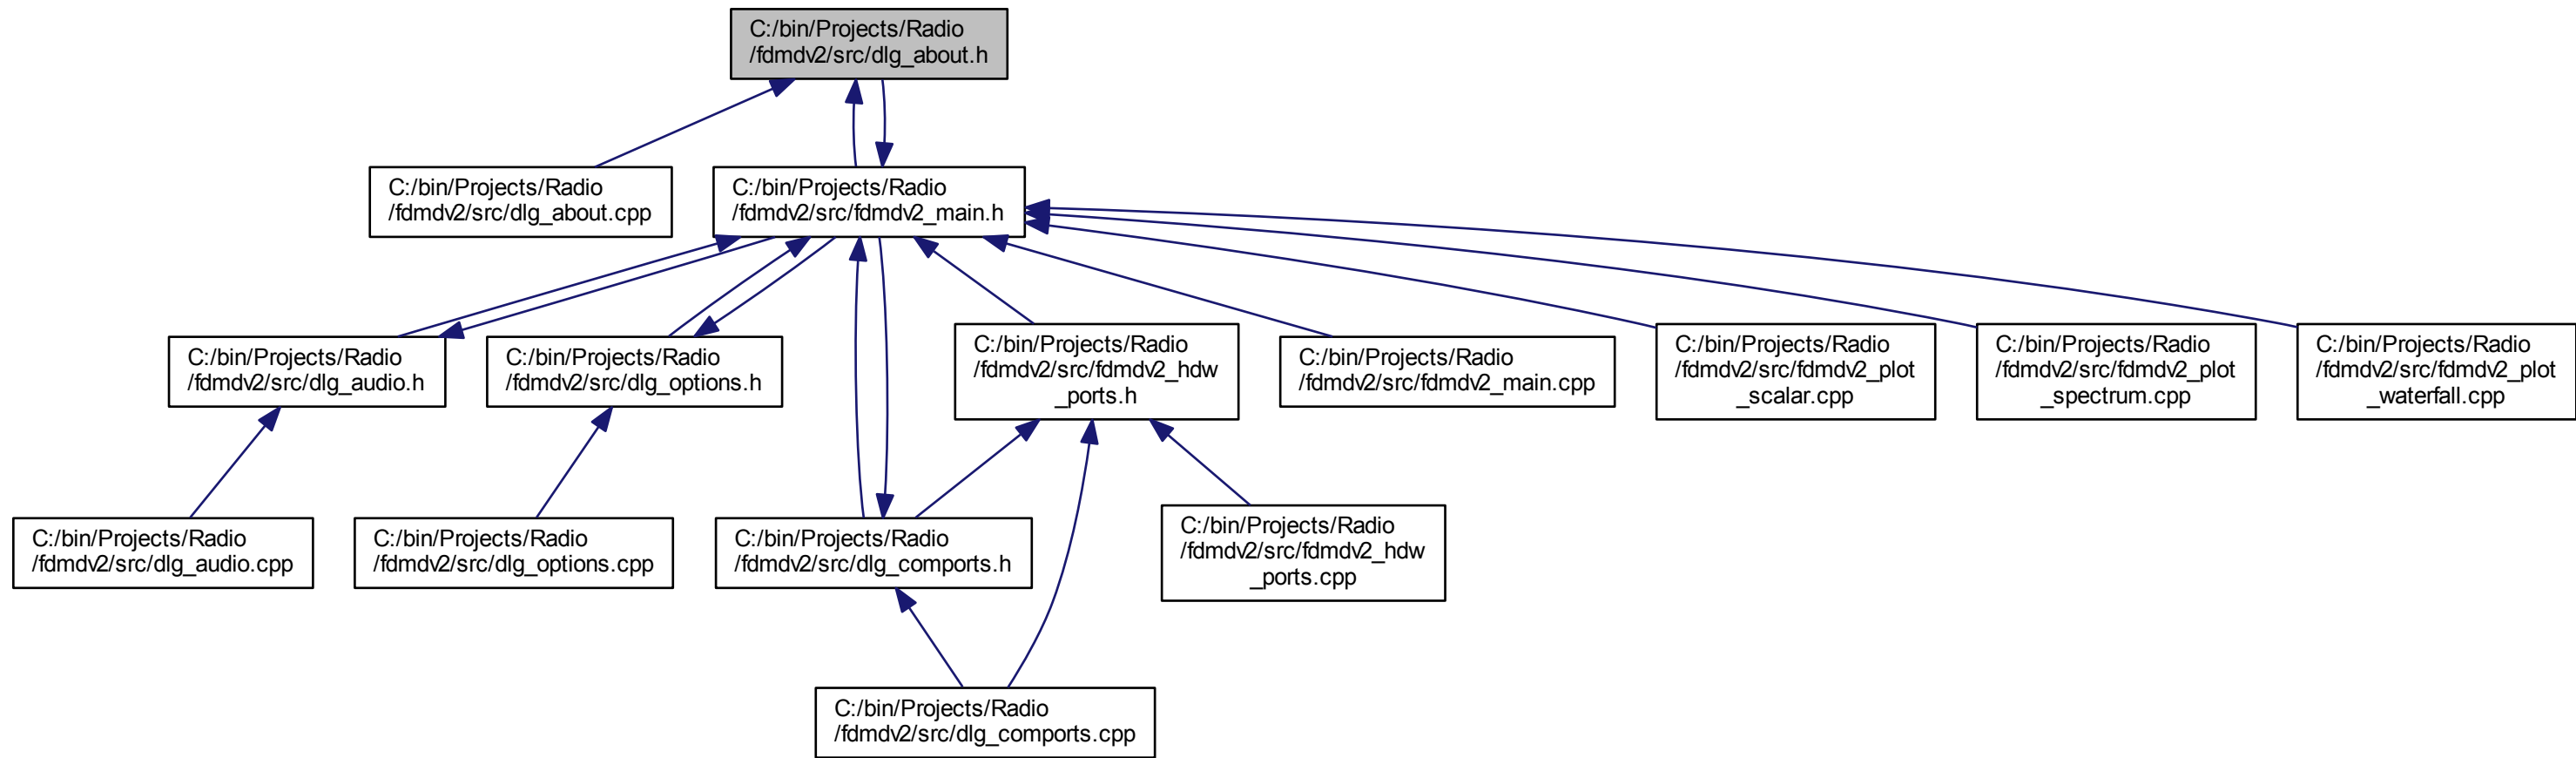 C:/bin/Projects/Radio
/fdmdv2/src/dlg_about.h
C:/bin/Projects/Radio
/fdmdv2/src/dlg_about.cpp
C:/bin/Projects/Radio
/fdmdv2/src/fdmdv2_main.h
C:/bin/Projects/Radio
/fdmdv2/src/dlg_audio.h
C:/bin/Projects/Radio
/fdmdv2/src/dlg_options.h
C:/bin/Projects/Radio
/fdmdv2/src/fdmdv2_hdw
_ports.h
C:/bin/Projects/Radio
/fdmdv2/src/fdmdv2_main.cpp
C:/bin/Projects/Radio
/fdmdv2/src/fdmdv2_plot
_scalar.cpp
C:/bin/Projects/Radio
/fdmdv2/src/fdmdv2_plot
_spectrum.cpp
C:/bin/Projects/Radio
/fdmdv2/src/fdmdv2_plot
_waterfall.cpp
C:/bin/Projects/Radio
/fdmdv2/src/dlg_audio.cpp
C:/bin/Projects/Radio
/fdmdv2/src/dlg_options.cpp
C:/bin/Projects/Radio
/fdmdv2/src/dlg_comports.h
C:/bin/Projects/Radio
/fdmdv2/src/fdmdv2_hdw
_ports.cpp
C:/bin/Projects/Radio
/fdmdv2/src/dlg_comports.cpp